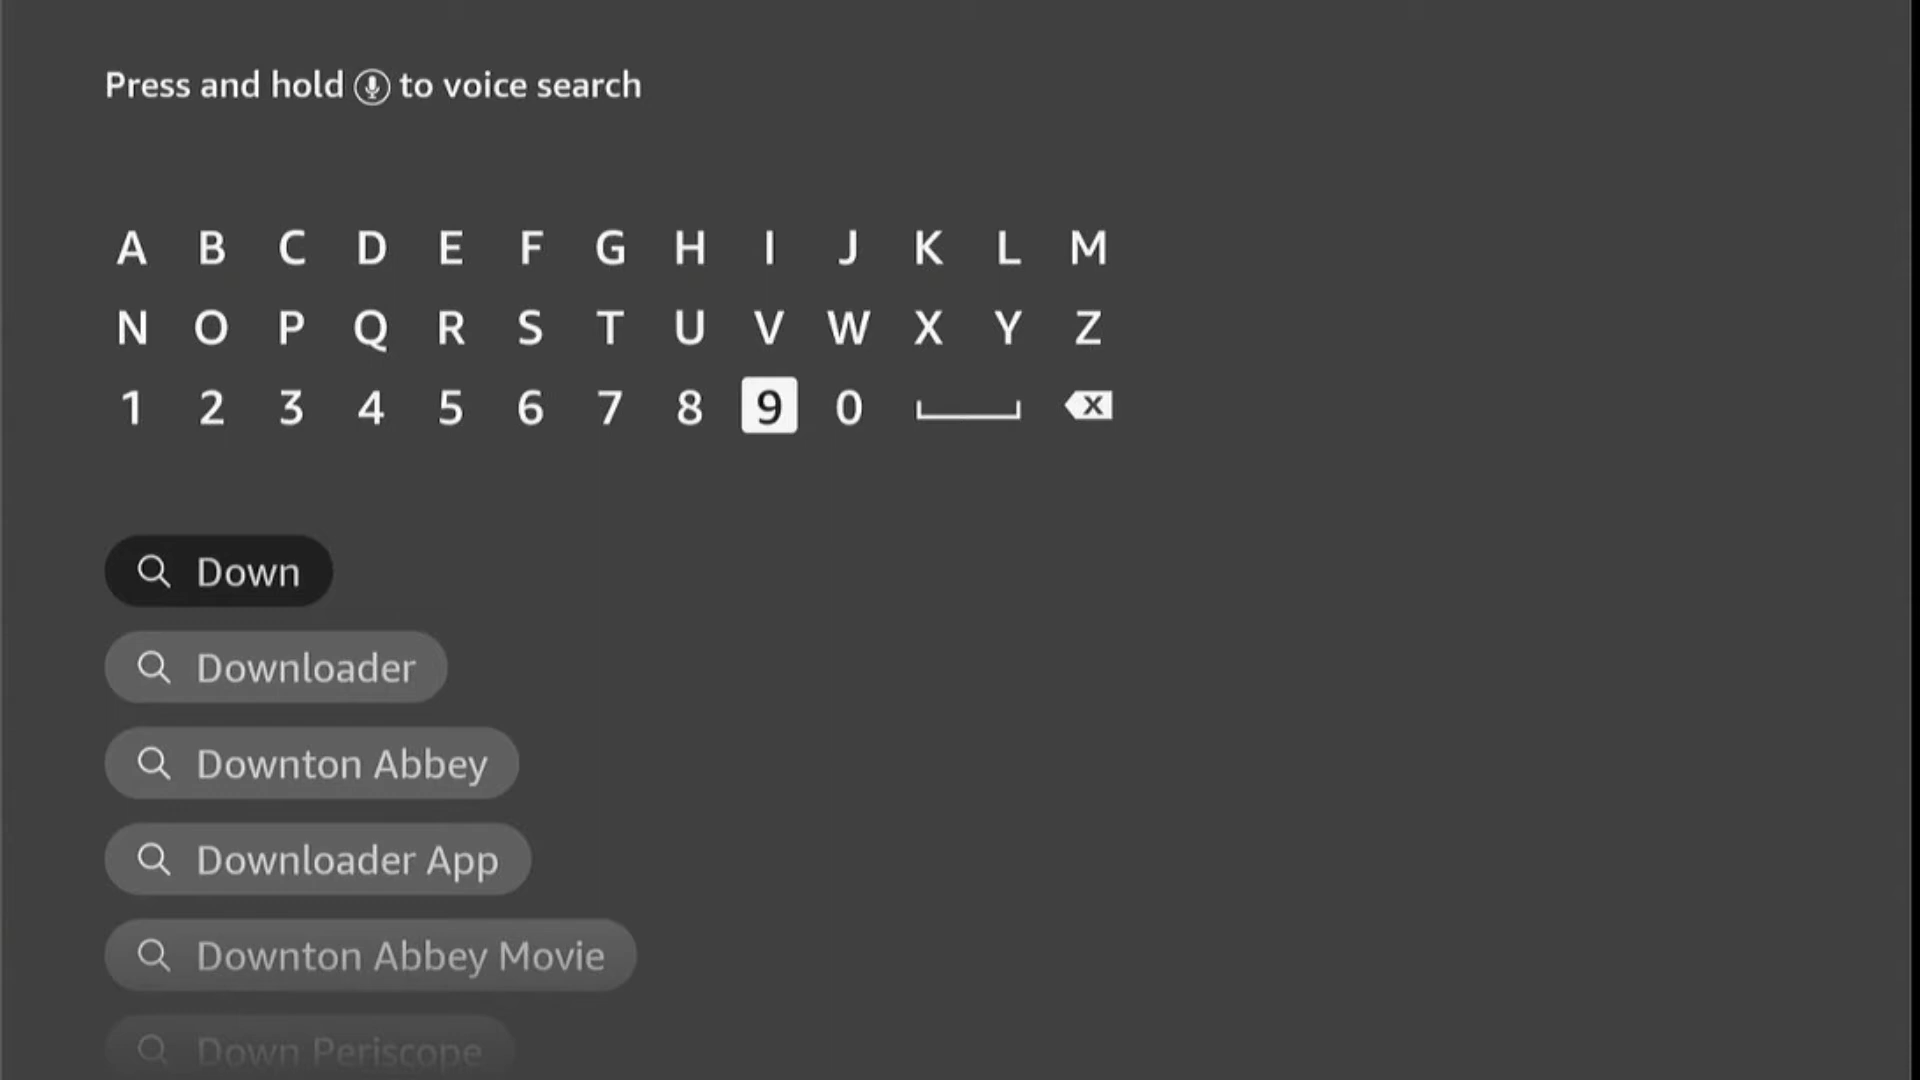 Press and hold to voice search
A B C D E F G H I J K L M
N O P Q R S T U V W X Y Z
1 2 3 4 5 6 7 8 9 0
Down
Downloader
Downton Abbey
Downloader App
Downton Abbey Movie
Down Periscope